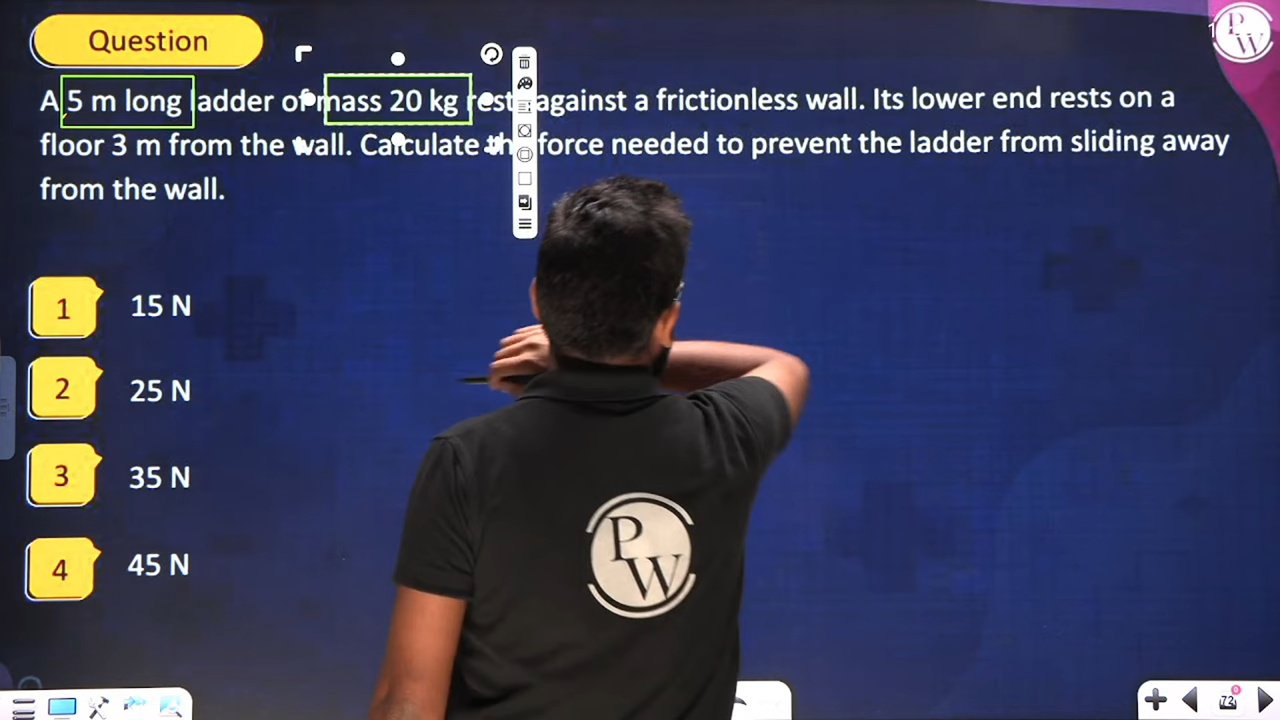 Question
A 5 m long ladder of mass 20 kg rests against a frictionless wall. Its lower end rests on a
floor 3 m from the wall. Calculate the force needed to prevent the ladder from sliding away
from the wall.
1 15 N
2 25 N
3 35 N
4 45 N
P
W
P
W